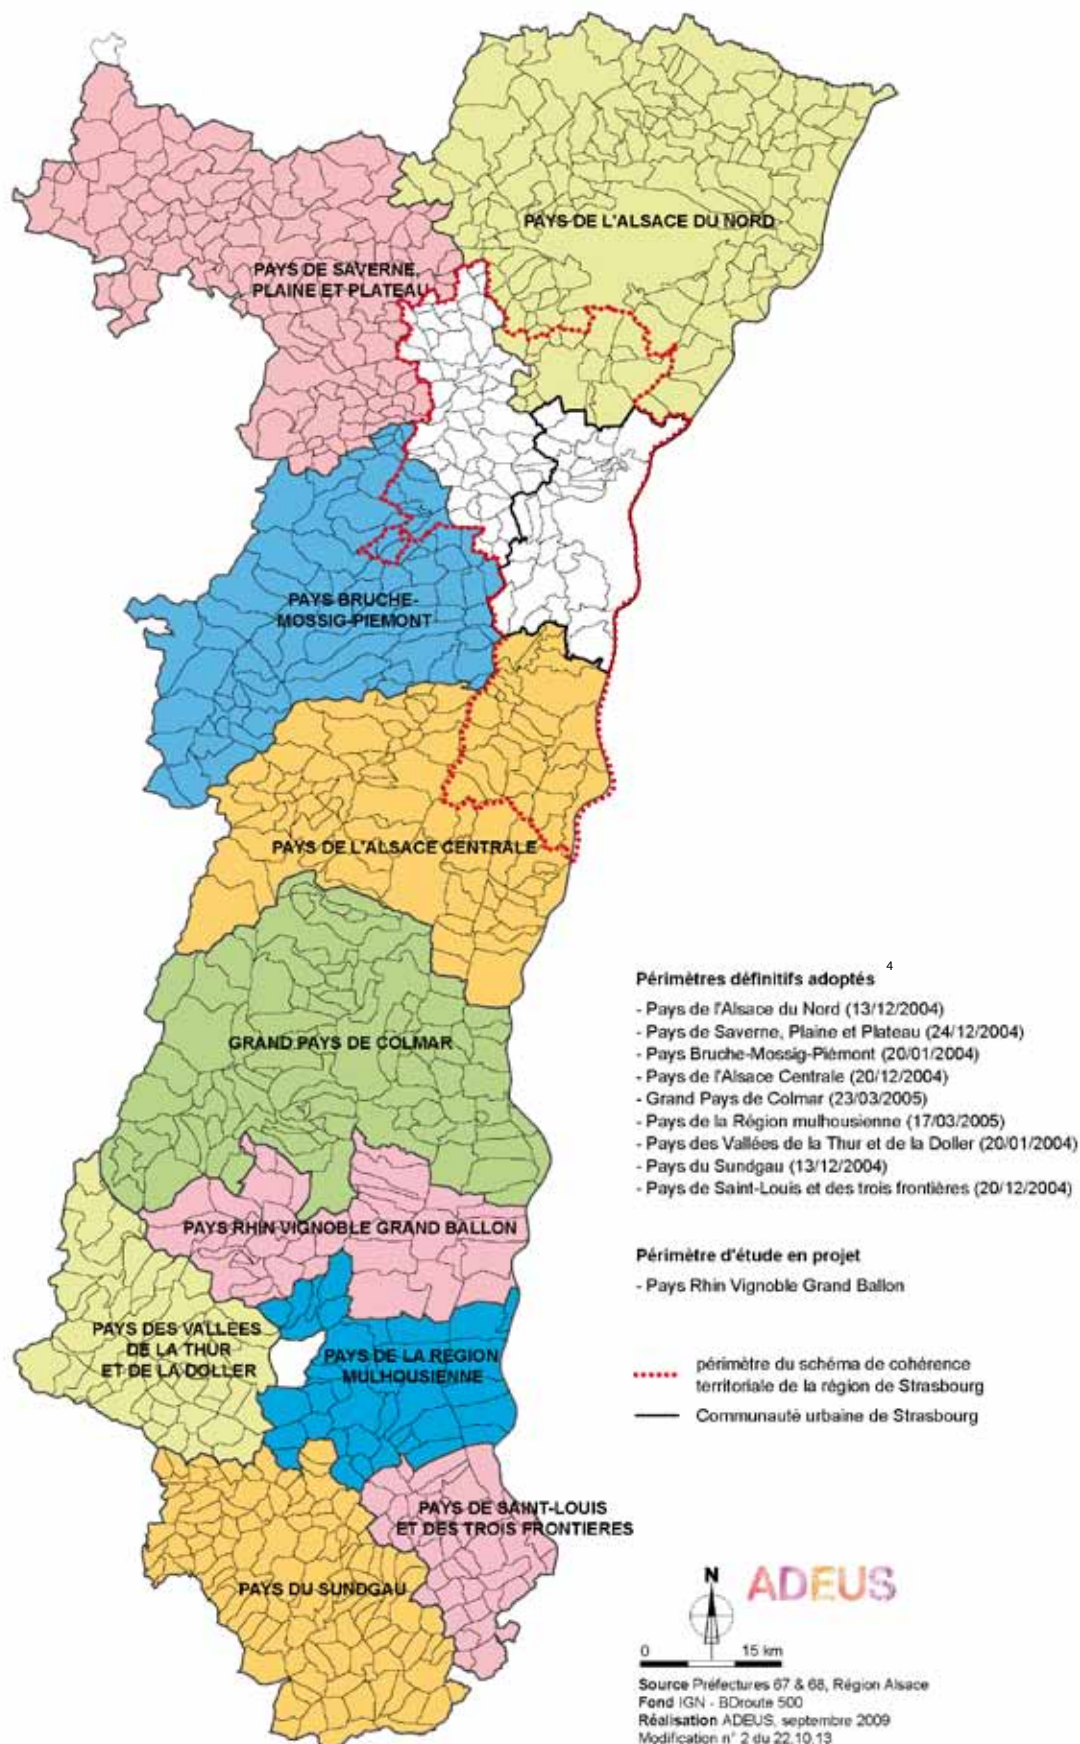 PAYS DE L'ALSACE DU NORD
PAYS DE SAVERNE,
PLAINE ET PLATEAU
PAYS BRUCHE-
MOSSIG-PIEMONT
PAYS DE L'ALSACE CENTRALE
GRAND PAYS DE COLMAR
PAYS RHIN VIGNOBLE GRAND BALLON
PAYS DES VALLEES
DE LA THUR
ET DE LA DOLLER
PAYS DE LA REGION
MULHOUSIENNE
PAYS DE SAINT-LOUIS
ET DES TROIS FRONTIERES
PAYS DU SUNDGAU
Périmètres définitifs adoptés 4
- Pays de l'Alsace du Nord (13/12/2004)
- Pays de Saverne, Plaine et Plateau (24/12/2004)
- Pays Bruche-Mossig-Piémont (20/01/2004)
- Pays de l'Alsace Centrale (20/12/2004)
- Grand Pays de Colmar (23/03/2005)
- Pays de la Région mulhousienne (17/03/2005)
- Pays des Vallées de la Thur et de la Doller (20/01/2004)
- Pays du Sundgau (13/12/2004)
- Pays de Saint-Louis et des trois frontières (20/12/2004)
Périmètre d'étude en projet
- Pays Rhin Vignoble Grand Ballon
périmètre du schéma de cohérence
territoriale de la région de Strasbourg
Communauté urbaine de Strasbourg
N
ADEUS
0 15 km
Source Préfectures 67 & 68, Région Alsace
Fond IGN - BDroute 500
Réalisation ADEUS, septembre 2009
Modification n° 2 du 22.10.13